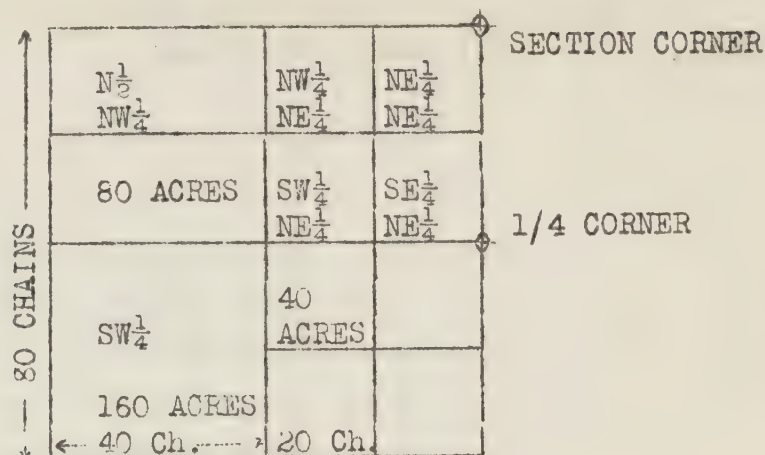 SECTION CORNER
N½ NW¼ NE¼
NW¼ NE¼ NE¼
80 ACRES SW¼ SE¼
NE¼ NE¼
1/4 CORNER
80 CHAINS
40
ACRES
SW¼
160 ACRES
40 Ch. 20 Ch.